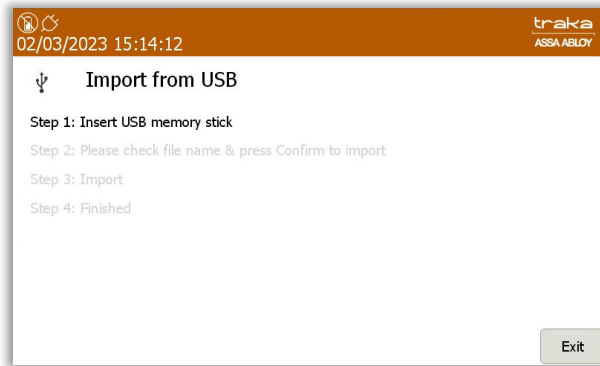 02/03/2023 15:14:12
traka
ASSA ABLOY
Import from USB
Step 1: Insert USB memory stick
Step 2: Please check file name & press Confirm to import
Step 3: Import
Step 4: Finished
Exit